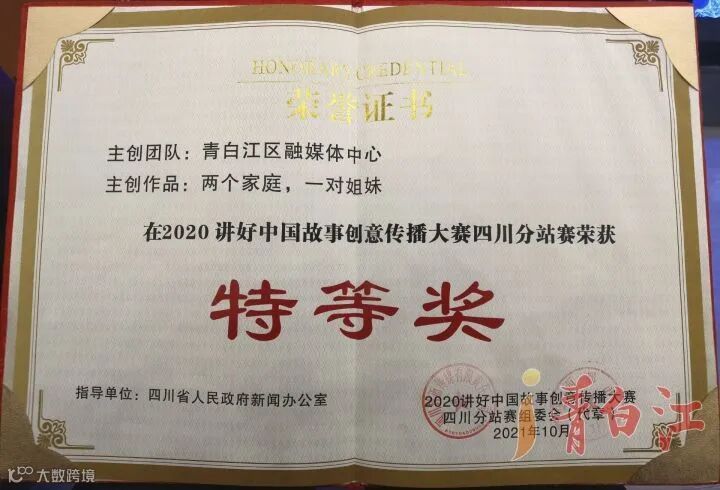 HONORARY CREDENTIAL
荣誉证书
主创团队：青白江区融媒体中心
主创作品：两个家庭，一对姐妹
在2020 讲好中国故事创意传播大赛四川分站赛荣获
特等奖
指导单位：四川省人民政府新闻办公室
2020讲好中国故事创意传播大赛
四川分站赛组委会（代章）
2021年10月
青白江
大数跨境